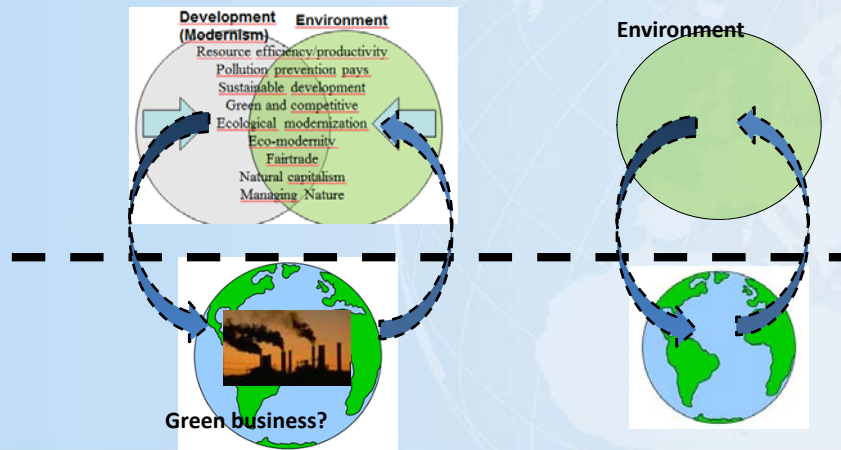 Development
(Modernism)
Environment
Resource efficiency/productivity
Pollution prevention pays
Sustainable development
Green and competitive
Ecological modernization
Eco-modernity
Fairtrade
Natural capitalism
Managing Nature
Green business?
Environment